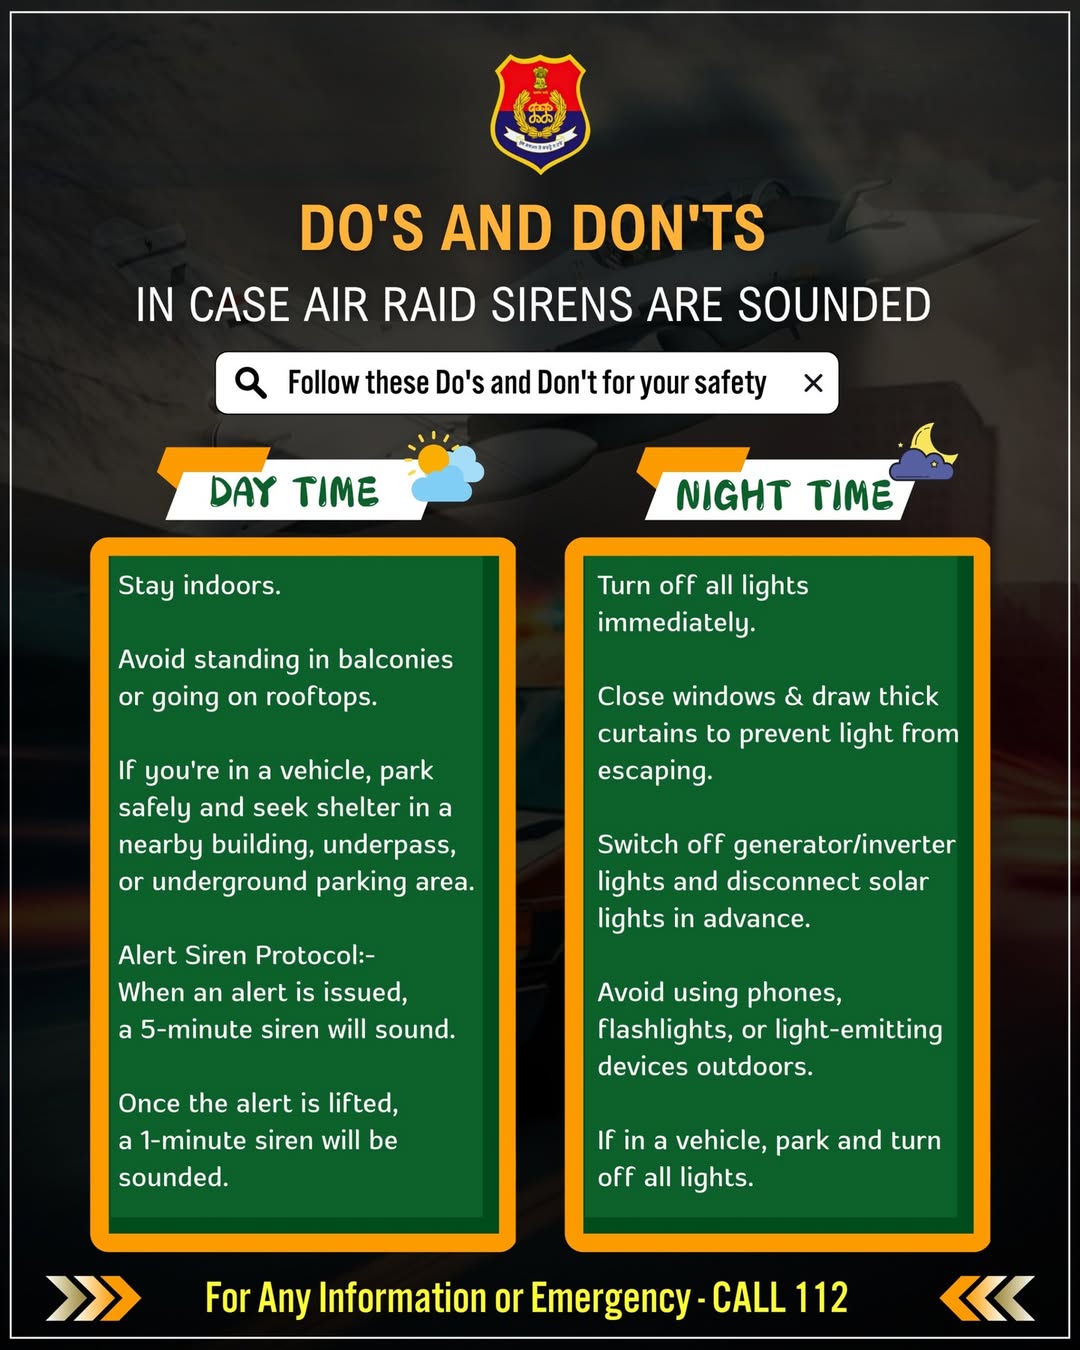 DO'S AND DON'TS
IN CASE AIR RAID SIRENS ARE SOUNDED
Follow these Do's and Don't for your safety
DAY TIME
Stay indoors.
Avoid standing in balconies
or going on rooftops.
If you're in a vehicle, park
safely and seek shelter in a
nearby building, underpass,
or underground parking area.
Alert Siren Protocol:-
When an alert is issued,
a 5-minute siren will sound.
Once the alert is lifted,
a 1-minute siren will be
sounded.
NIGHT TIME
Turn off all lights
immediately.
Close windows & draw thick
curtains to prevent light from
escaping.
Switch off generator/inverter
lights and disconnect solar
lights in advance.
Avoid using phones,
flashlights, or light-emitting
devices outdoors.
If in a vehicle, park and turn
off all lights.
For Any Information or Emergency - CALL 112